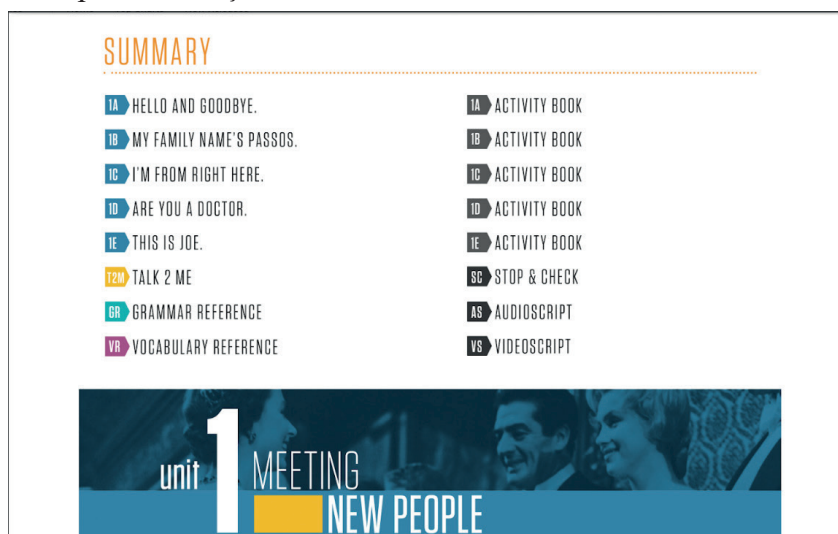 SUMMARY
1A HELLO AND GOODBYE.
1B MY FAMILY NAME'S PASSOS.
1C I'M FROM RIGHT HERE.
1D ARE YOU A DOCTOR.
1E THIS IS JOE.
T2M TALK 2 ME
GR GRAMMAR REFERENCE
VR VOCABULARY REFERENCE
1A ACTIVITY BOOK
1B ACTIVITY BOOK
1C ACTIVITY BOOK
1D ACTIVITY BOOK
1E ACTIVITY BOOK
SC STOP & CHECK
AS AUDIOSCRIPT
VS VIDEOSCRIPT
unit 1 MEETING
NEW PEOPLE